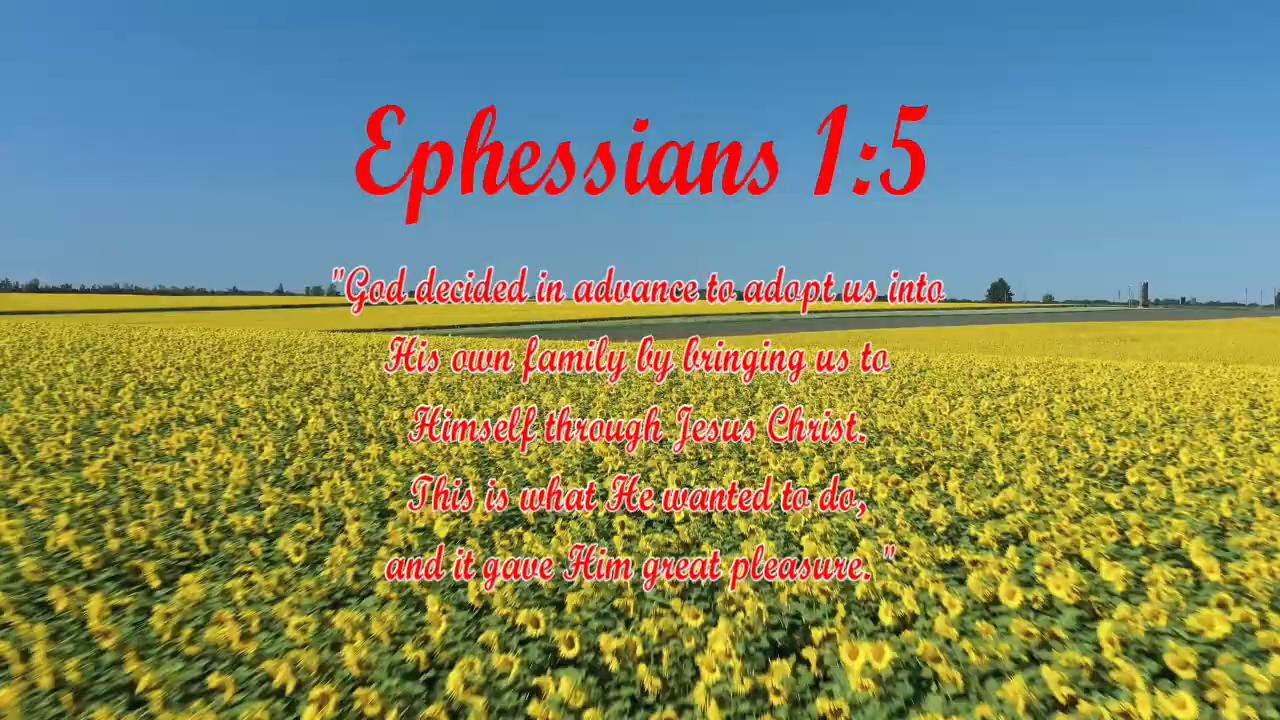 Ephessians 1:5
"God decided in advance to adopt us into
His own family by bringing us to
Himself through Jesus Christ.
This is what He wanted to do,
and it gave Him great pleasure. "